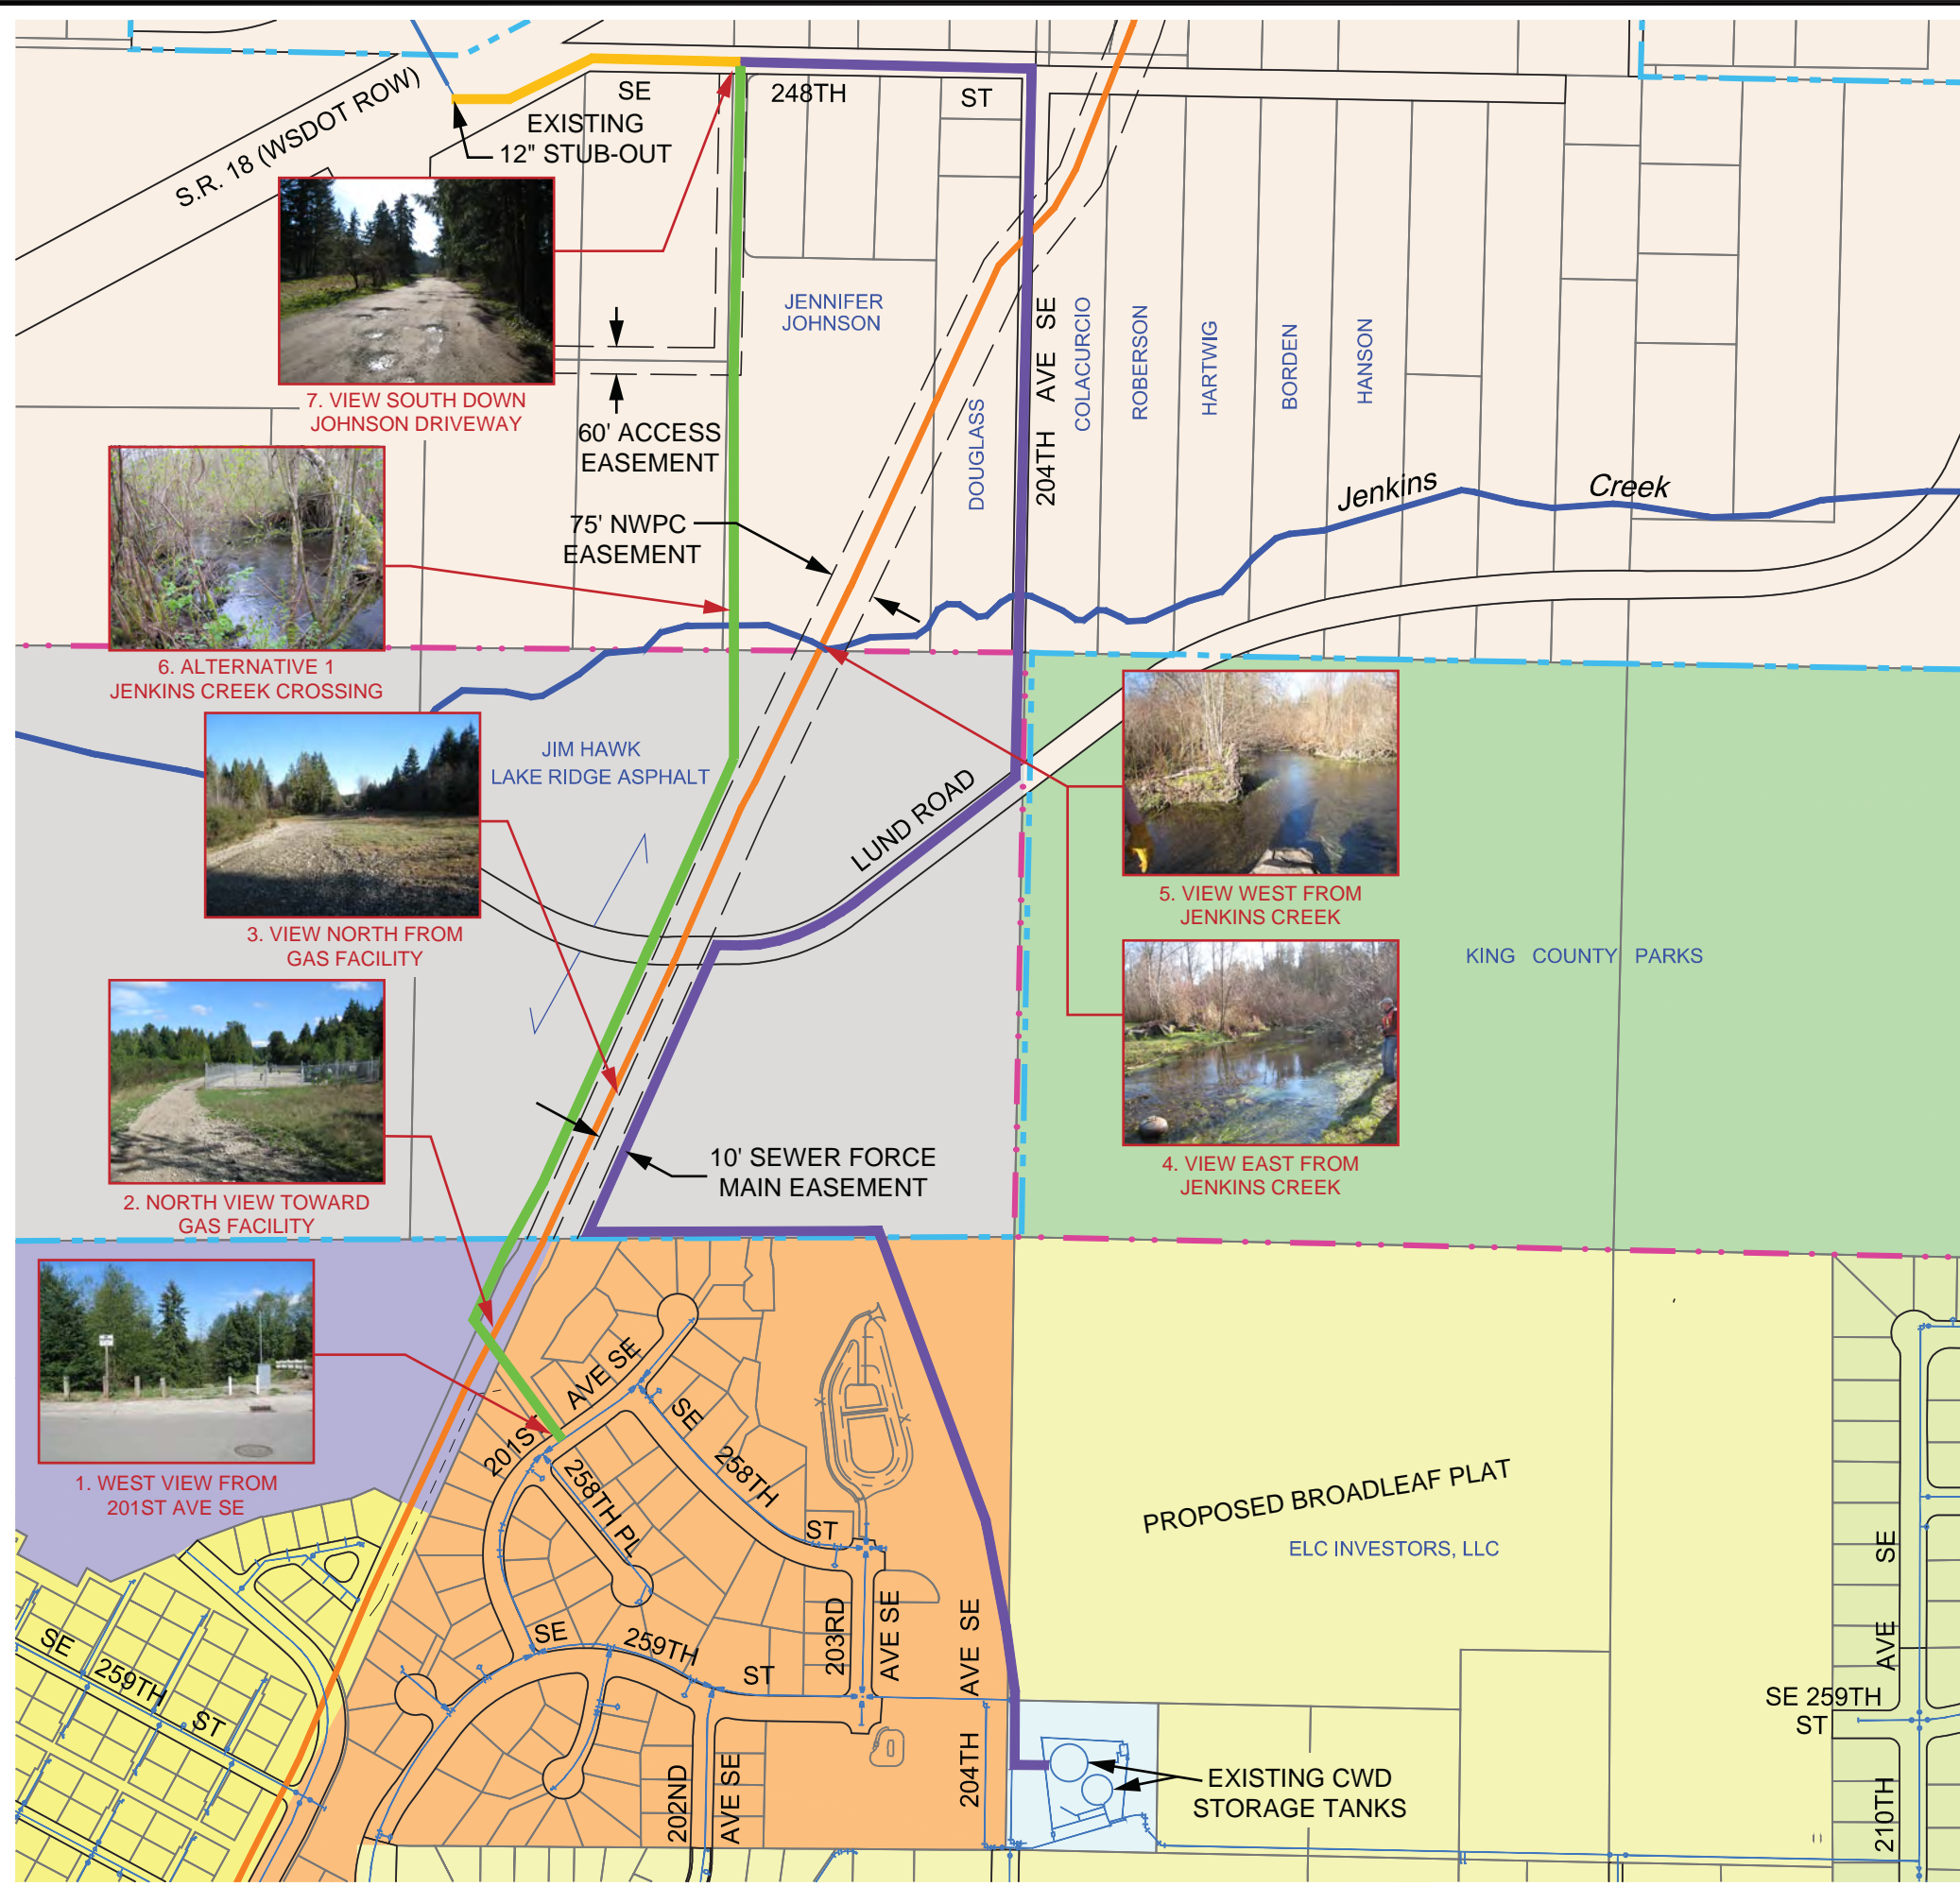 S.R. 18 (WSDOT ROW)
SE 248TH ST
EXISTING
12" STUB-OUT
7. VIEW SOUTH DOWN
JOHNSON DRIVEWAY
JENNIFER
JOHNSON
60' ACCESS
EASEMENT
75' NWPC
EASEMENT
DOUGLASS
204TH AVE SE
COLACURCIO
ROBERSON
HARTWIG
BORDEN
HANSON
Jenkins Creek
6. ALTERNATIVE 1
JENKINS CREEK CROSSING
JIM HAWK
LAKE RIDGE ASPHALT
LUND ROAD
3. VIEW NORTH FROM
GAS FACILITY
5. VIEW WEST FROM
JENKINS CREEK
KING COUNTY PARKS
4. VIEW EAST FROM
JENKINS CREEK
10' SEWER FORCE
MAIN EASEMENT
2. NORTH VIEW TOWARD
GAS FACILITY
1. WEST VIEW FROM
201ST AVE SE
201ST AVE SE
SE 258TH ST
258TH PL
PROPOSED BROADLEAF PLAT
ELC INVESTORS, LLC
SE 259TH ST
SE 259TH ST
203RD AVE SE
202ND AVE SE
204TH AVE SE
EXISTING CWD
STORAGE TANKS
SE 259TH
ST
210TH AVE SE